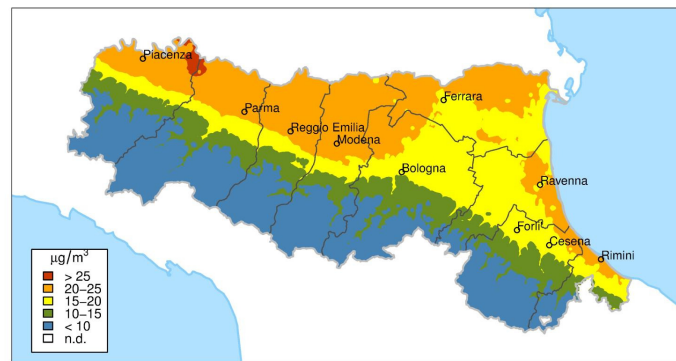 Piacenza
Parma
Reggio Emilia
Modena
Ferrara
Bologna
Ravenna
Forli'
Cesena
Rimini
µg/m³
> 25
20−25
15−20
10−15
< 10
n.d.